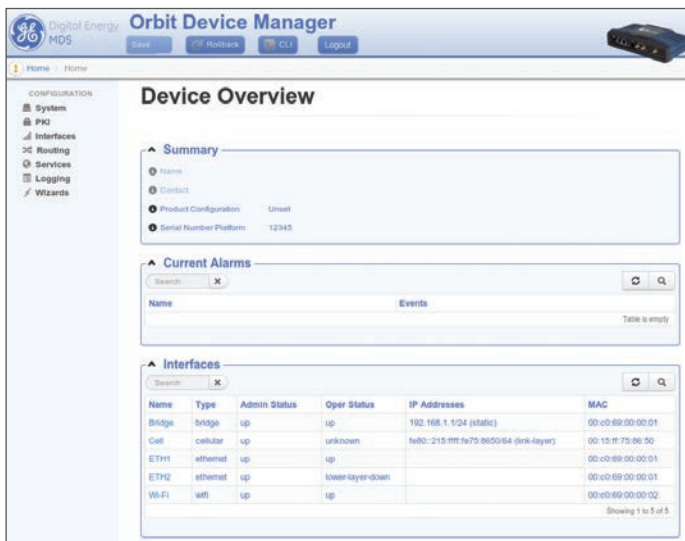 Digital Energy
MDS
Orbit Device Manager
Save
Rollback
CLI
Logout
Home Home
CONFIGURATION
System
PKI
Interfaces
Routing
Services
Logging
Wizards
Device Overview
Summary
Name
Contact
Product Configuration Unset
Serial Number Platform 12345
Current Alarms
Search
Name Events
Table is empty
Interfaces
Search
Name Type Admin Status Oper Status IP Addresses MAC
Bridge bridge up up 192.168.1.1/24 (static) 00:c0:69:00:00:01
Cell cellular up unknown fe80::215:ffff:fe75:8650/64 (link-layer) 00:15:ff:75:86:50
ETH1 ethernet up up 00:c0:69:00:00:01
ETH2 ethernet up lower-layer-down 00:c0:69:00:00:01
Wi-Fi wifi up up 00:c0:69:00:00:02
Showing 1 to 5 of 5